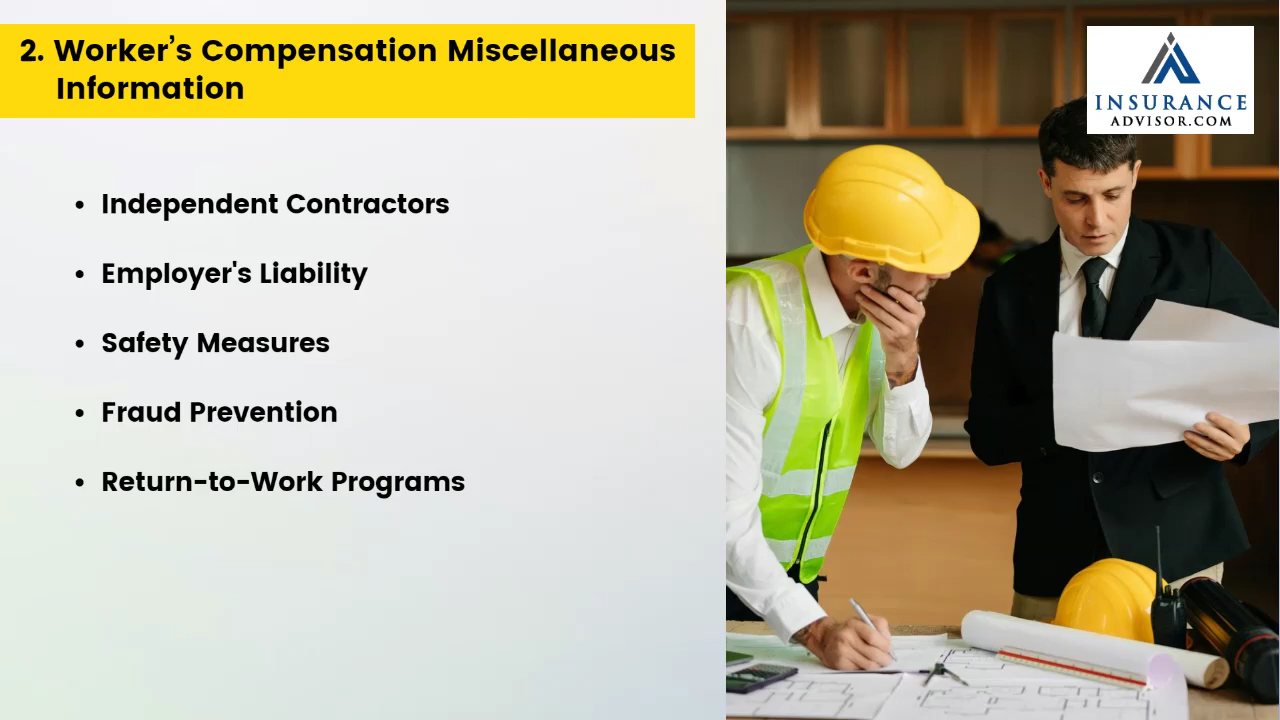 2. Worker’s Compensation Miscellaneous
Information
• Independent Contractors
• Employer's Liability
• Safety Measures
• Fraud Prevention
• Return-to-Work Programs
INSURANCE
ADVISOR.COM